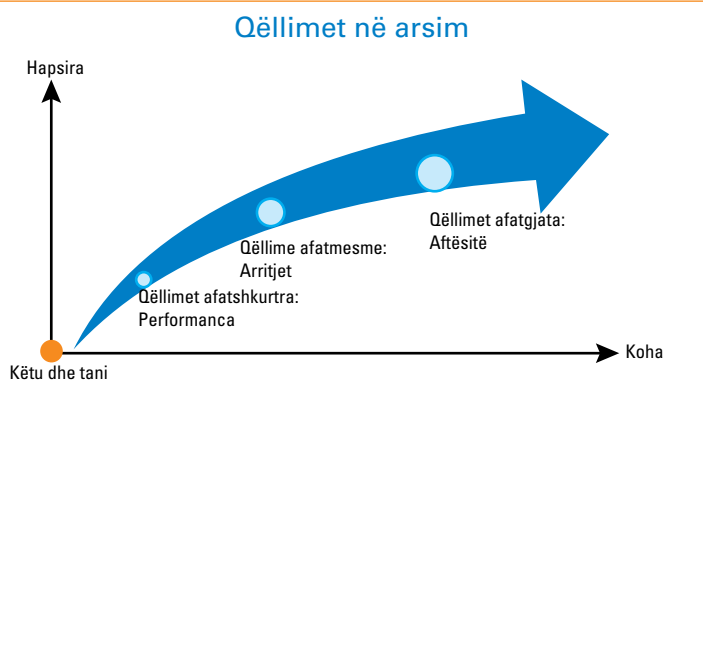 Qëllimet në arsim
Hapsira
Qëllimet afatgjata:
Aftësitë
Qëllime afatmesme:
Arritjet
Qëllimet afatshkurtra:
Performanca
Koha
Këtu dhe tani